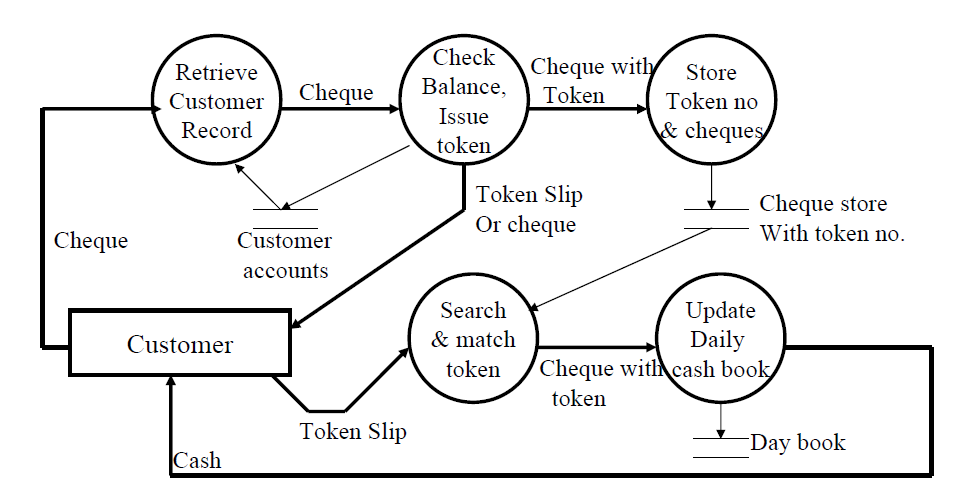 Retrieve
Customer
Record
Cheque
Check
Balance,
Issue
token
Cheque with
Token
Store
Token no
& cheques
Token Slip
Or cheque
Cheque store
With token no.
Customer
accounts
Cheque
Customer
Search
& match
token
Cheque with
token
Update
Daily
cash book
Token Slip
Day book
Cash